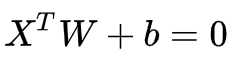 $X^T W + b = 0$